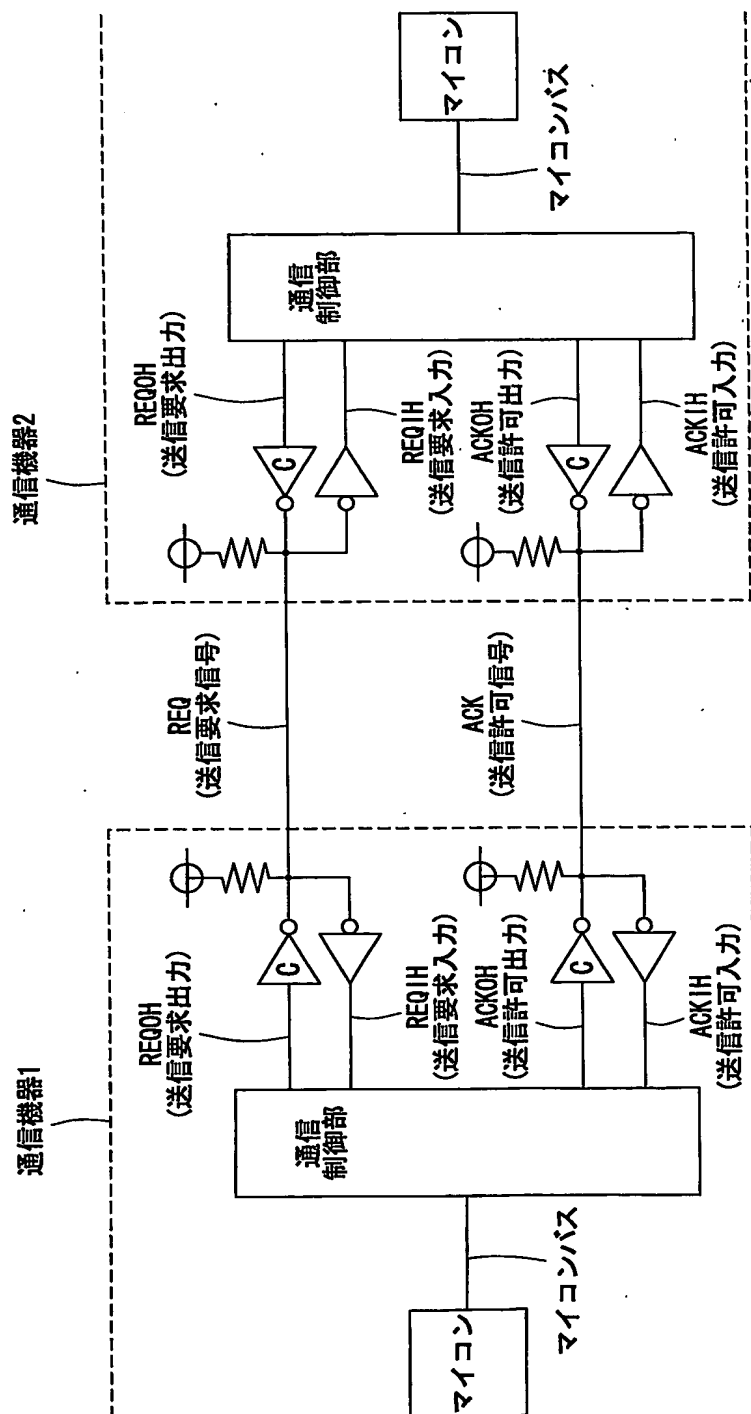 通信機器1
通信機器2
マイコン
マイコンバス
通信
制御部
REQOH
(送信要求出力)
REQIH
(送信要求入力)
ACKOH
(送信許可出力)
ACKIH
(送信許可入力)
C
C
REQ
(送信要求信号)
ACK
(送信許可信号)
REQOH
(送信要求出力)
REQIH
(送信要求入力)
ACKOH
(送信許可出力)
ACKIH
(送信許可入力)
C
C
通信
制御部
マイコンバス
マイコン